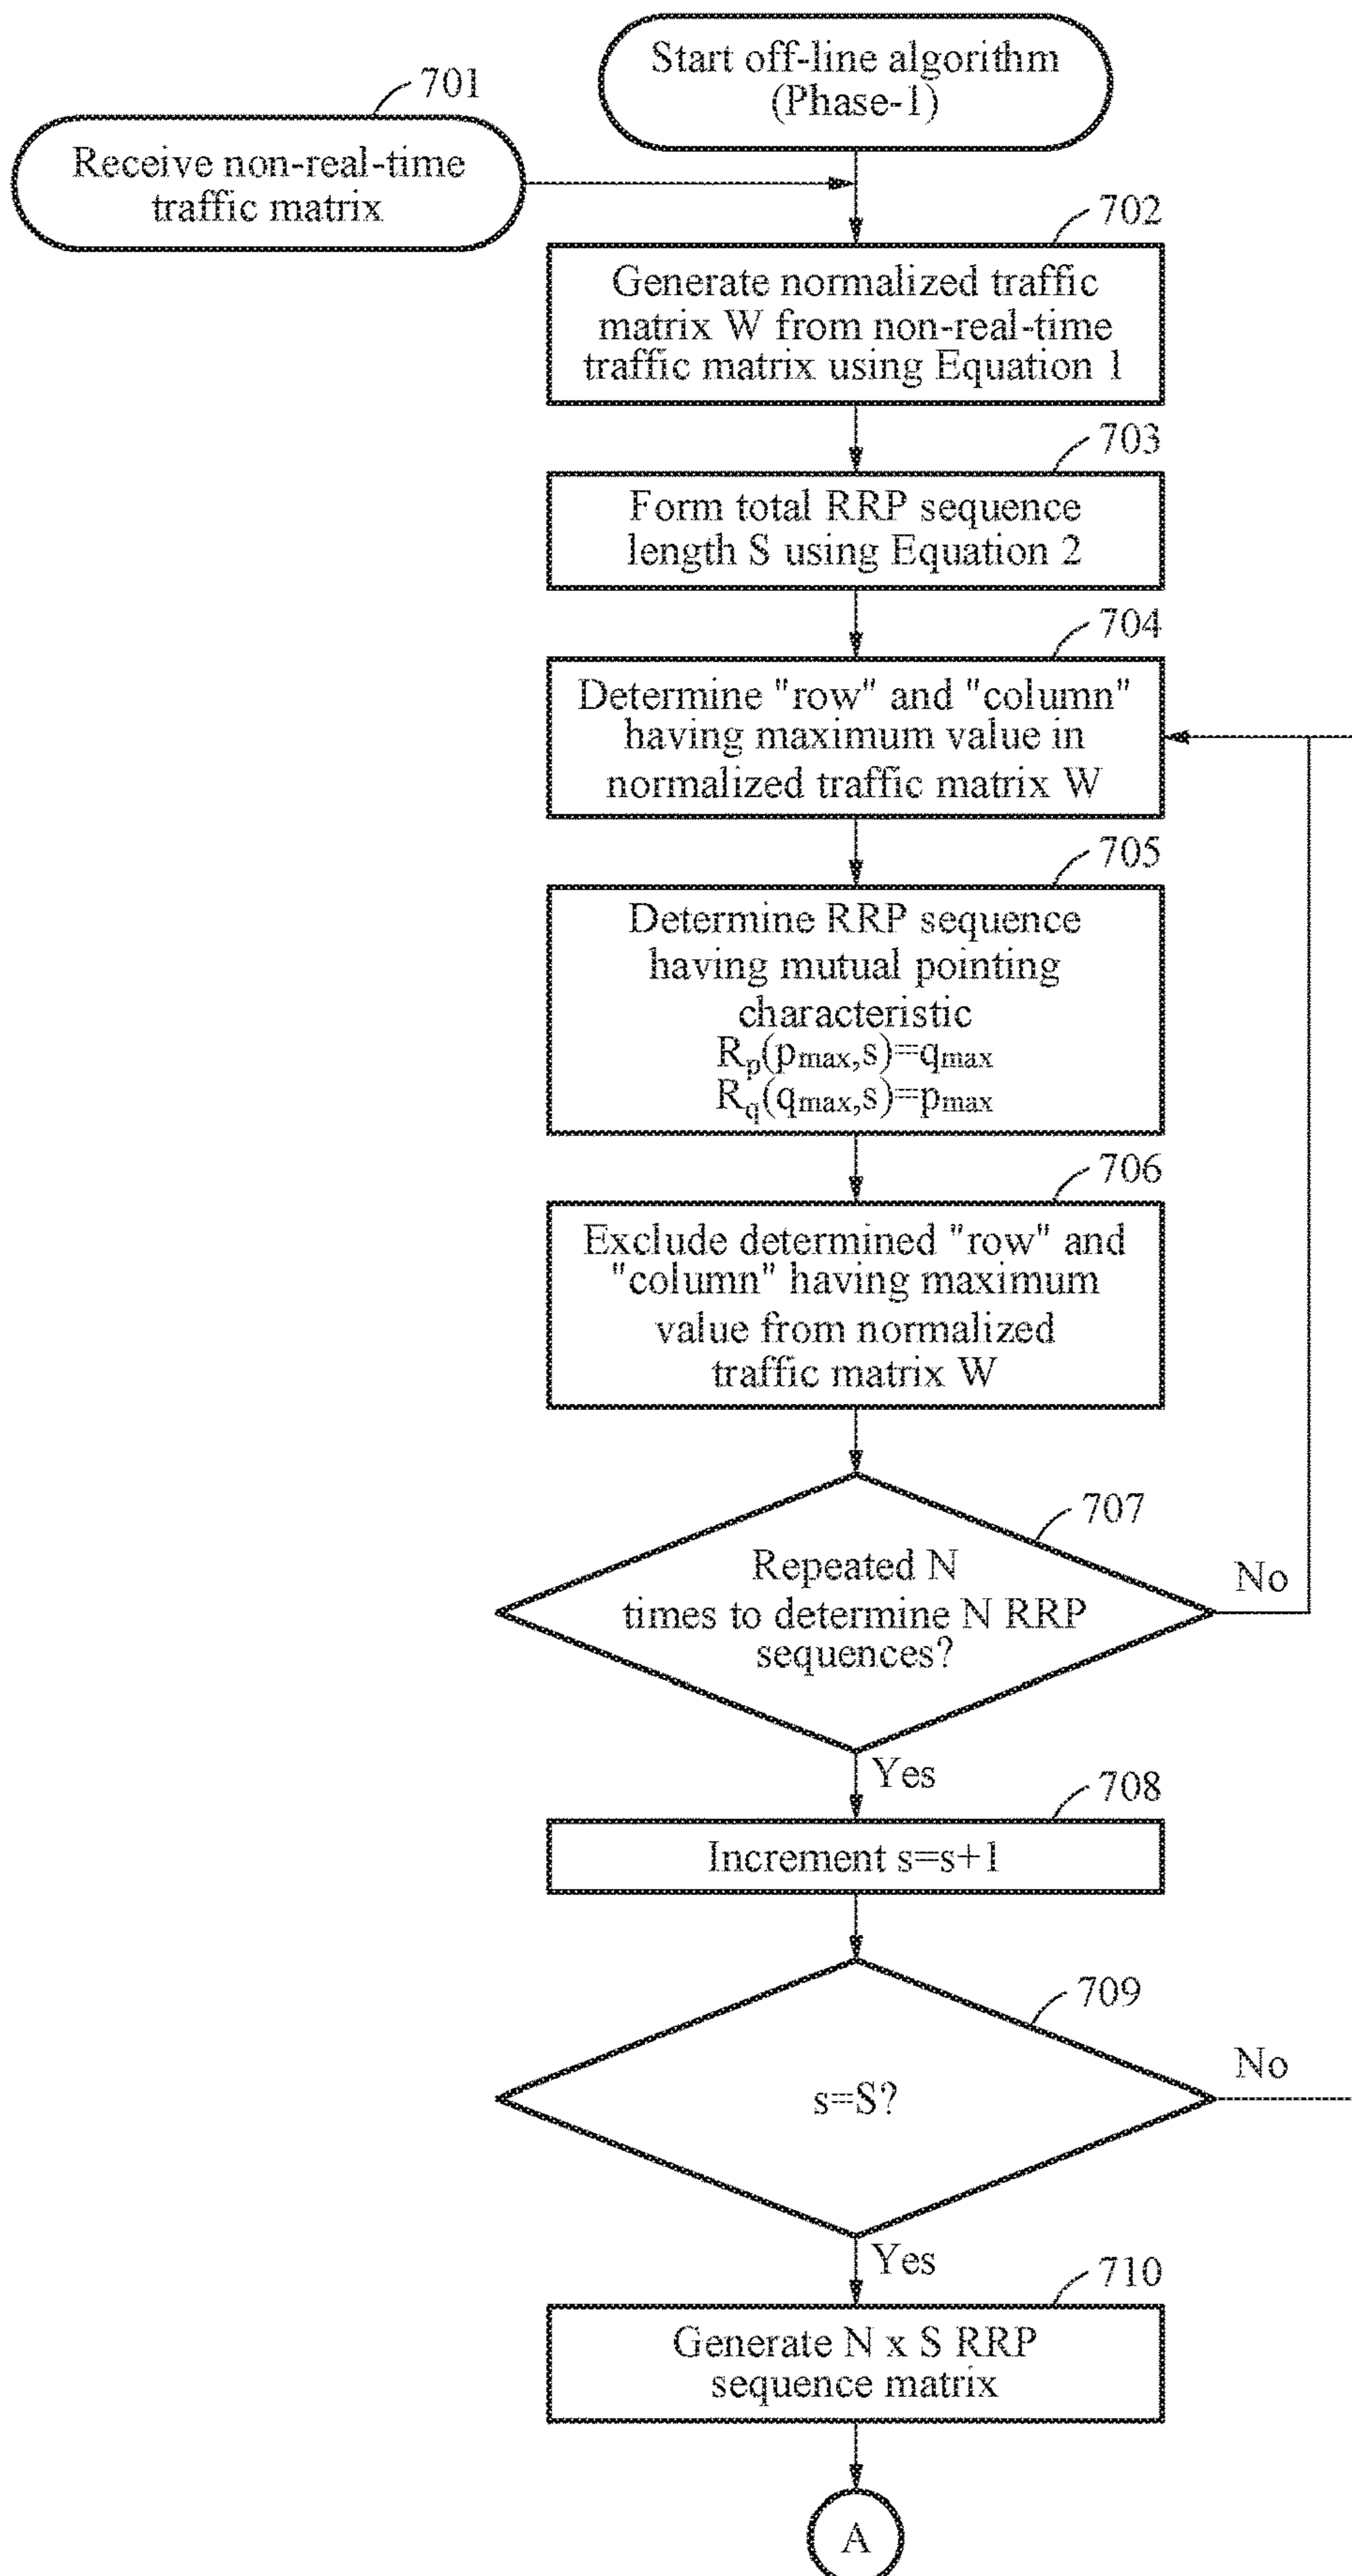 Start off-line algorithm
(Phase-1)
701
Receive non-real-time
traffic matrix
702
Generate normalized traffic
matrix W from non-real-time
traffic matrix using Equation 1
703
Form total RRP sequence
length S using Equation 2
704
Determine "row" and "column"
having maximum value in
normalized traffic matrix W
705
Determine RRP sequence
having mutual pointing
characteristic
Rp(pmax,s)=qmax
Rq(qmax,s)=pmax
706
Exclude determined "row" and
"column" having maximum
value from normalized
traffic matrix W
707
Repeated N
times to determine N RRP
sequences?
No
Yes
708
Increment s=s+1
709
s=S?
No
Yes
710
Generate N x S RRP
sequence matrix
A